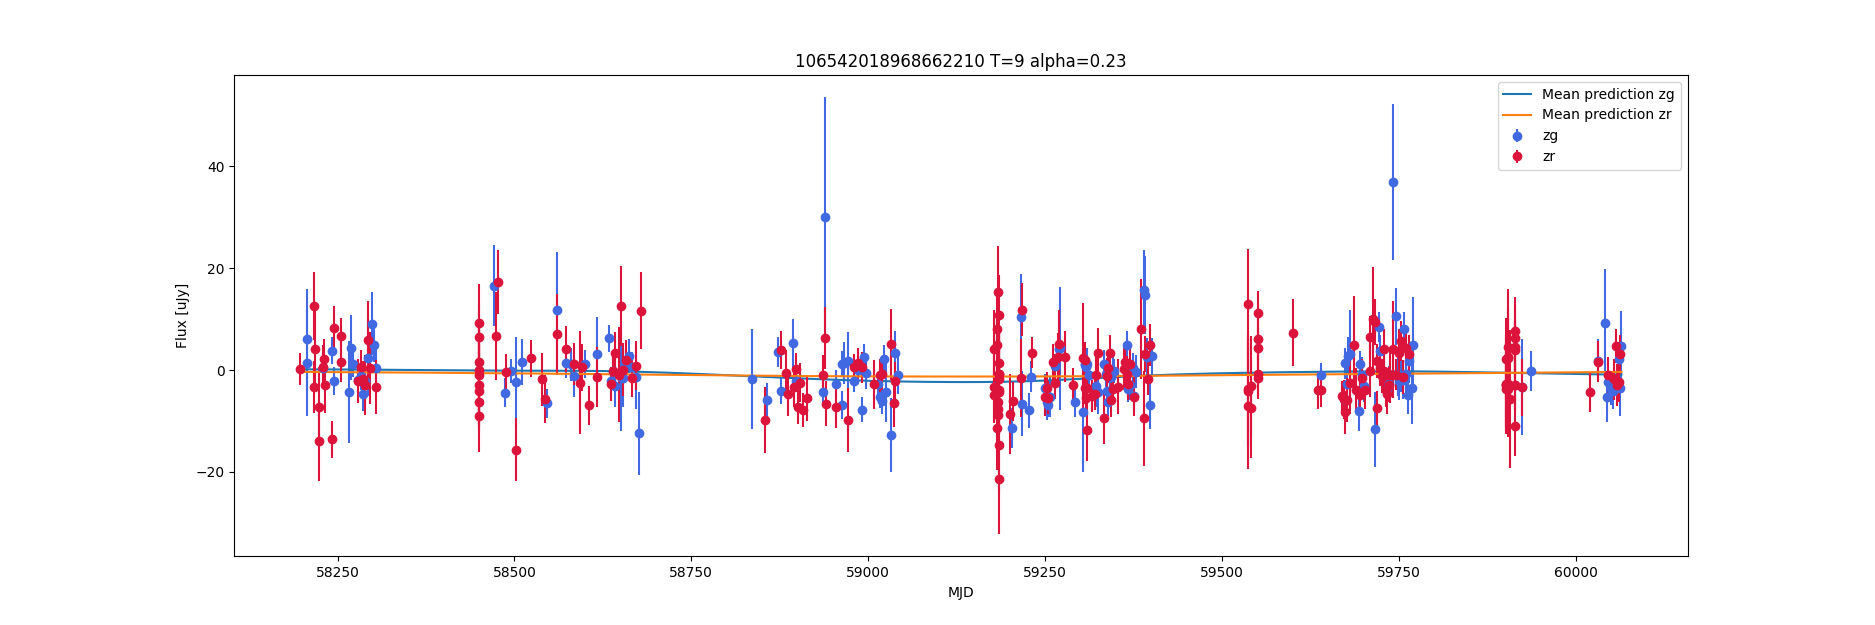 106542018968662210 T=9 alpha=0.23
Mean prediction zg
Mean prediction zr
zg
zr
Flux [uJy]
40
20
0
−20
58250 58500 58750 59000 59250 59500 59750 60000
MJD